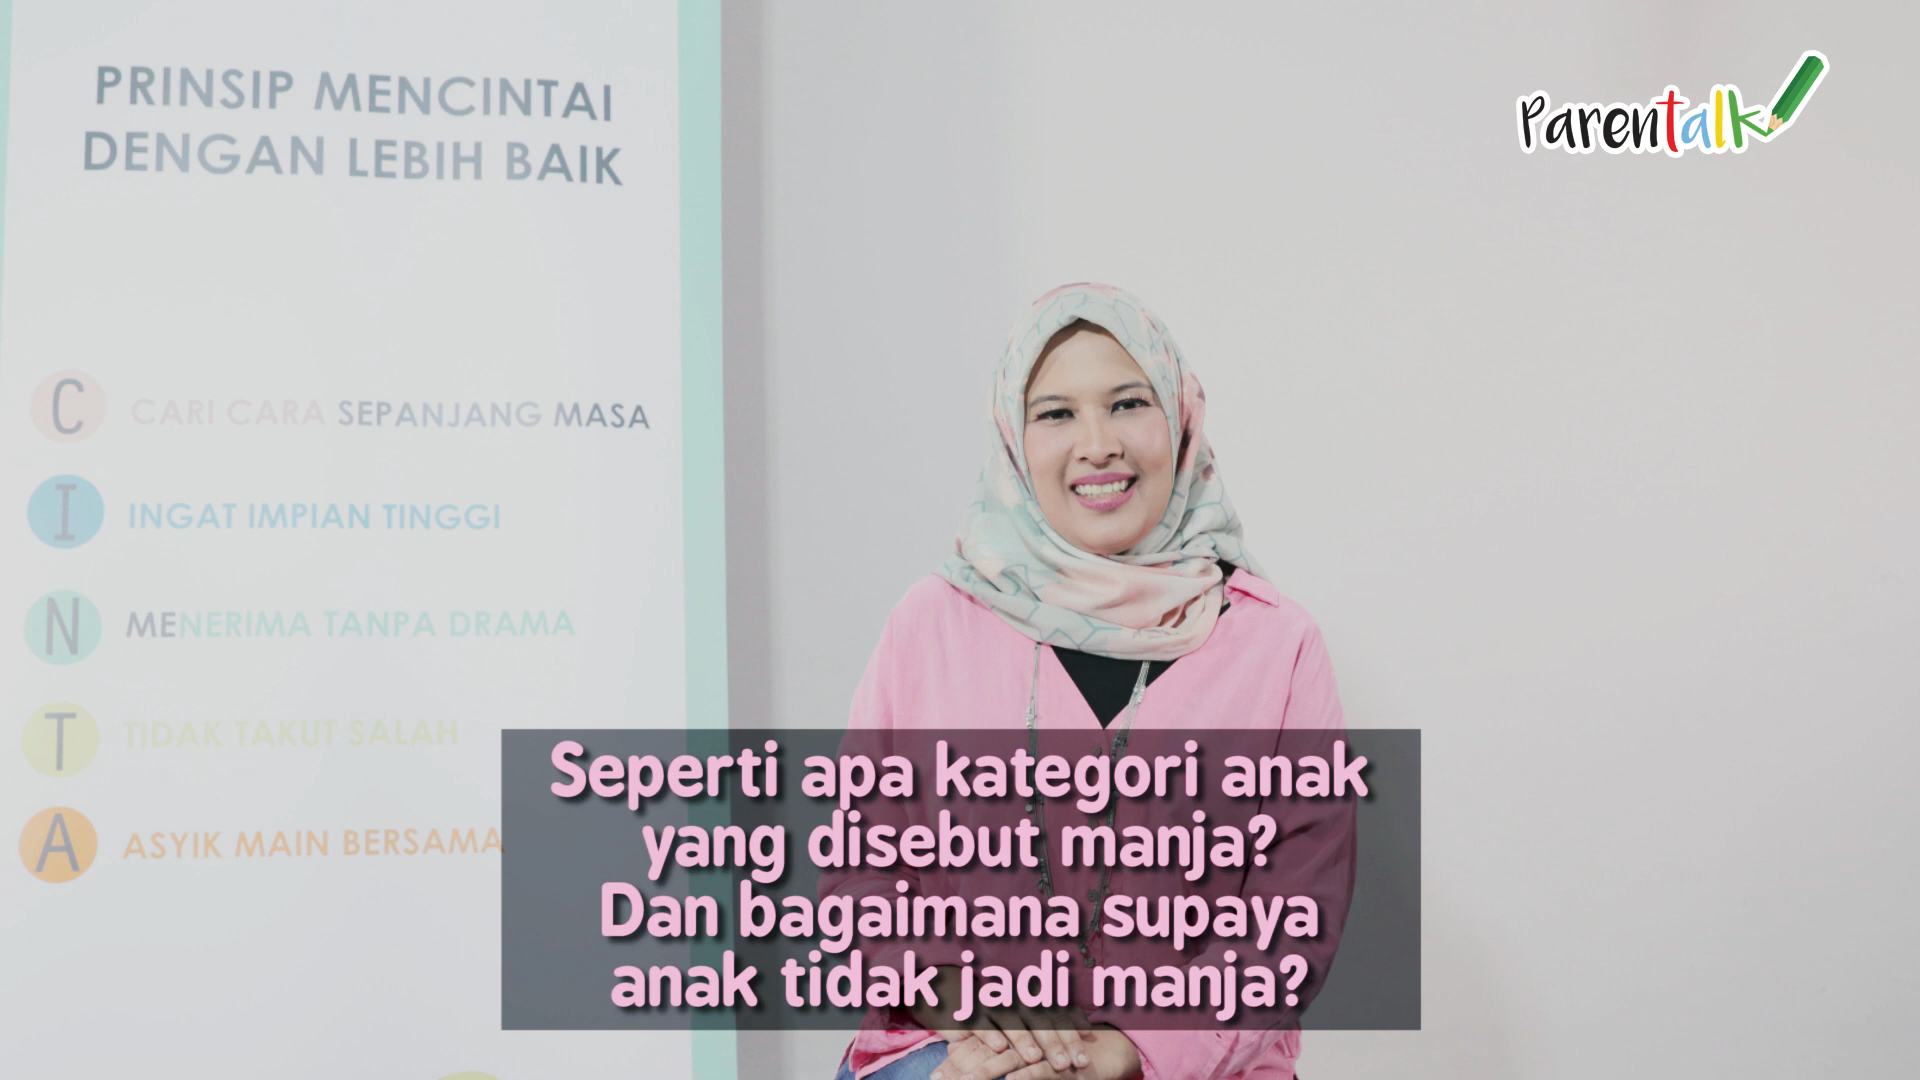 PRINSIP MENCINTAI
DENGAN LEBIH BAIK
C CARI CARA SEPANJANG MASA
I INGAT IMPIAN TINGGI
N MENERIMA TANPA DRAMA
T TIDAK TAKUT SALAH
A ASYIK MAIN BERSAMA
Parentalk
Seperti apa kategori anak
yang disebut manja?
Dan bagaimana supaya
anak tidak jadi manja?